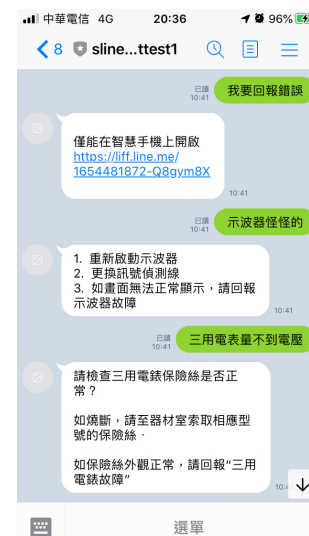 中華電信 4G 20:36 96%
8 sline...ttest1
已讀
10:41
我要回報錯誤
僅能在智慧手機上開啟
https://liff.line.me/
1654481872-Q8gym8X
10:41
已讀
10:41
示波器怪怪的
1. 重新啟動示波器
2. 更換訊號偵測線
3. 如畫面無法正常顯示，請回報
示波器故障
10:41
已讀
10:41
三用電表量不到電壓
請檢查三用電錶保險絲是否正
常？
如燒斷，請至器材室索取相應型
號的保險絲．
如保險絲外觀正常，請回報"三用
電錶故障"
選單